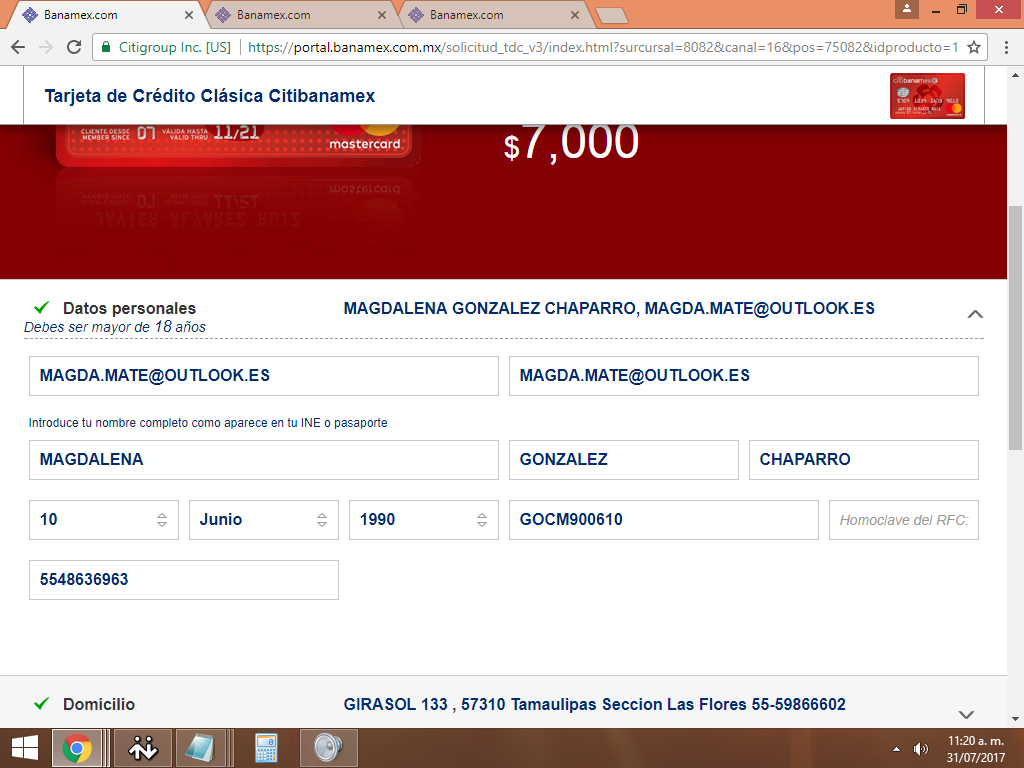 Banamex.com
Banamex.com
Banamex.com
Citigroup Inc. [US]
https://portal.banamex.com.mx/solicitud_tdc_v3/index.html?surcursal=8082&canal=16&pos=75082&idproducto=1
Tarjeta de Crédito Clásica Citibanamex
citibanamex
CLIENTE DESDE
MEMBER SINCE
07
VÁLIDA HASTA
VALID THRU
11/21
mastercard
$7,000
Datos personales
MAGDALENA GONZALEZ CHAPARRO, MAGDA.MATE@OUTLOOK.ES
Debes ser mayor de 18 años
MAGDA.MATE@OUTLOOK.ES
MAGDA.MATE@OUTLOOK.ES
Introduce tu nombre completo como aparece en tu INE o pasaporte
MAGDALENA
GONZALEZ
CHAPARRO
10
Junio
1990
GOCM900610
Homoclave del RFC:
5548636963
Domicilio
GIRASOL 133 , 57310 Tamaulipas Seccion Las Flores 55-59866602
11:20 a. m.
31/07/2017